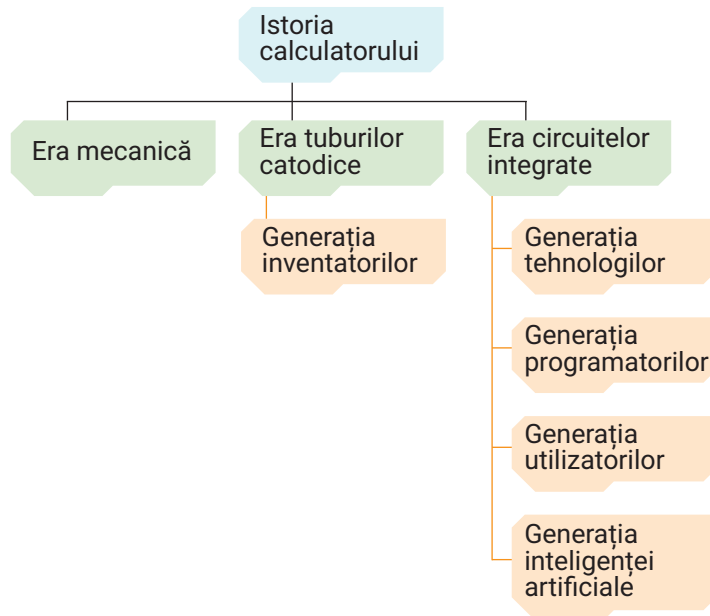 Istoria
calculatorului
Era mecanică
Era tuburilor
catodice
Era circuitelor
integrate
Generația
inventatorilor
Generația
tehnologilor
Generația
programatorilor
Generația
utilizatorilor
Generația
inteligenței
artificiale